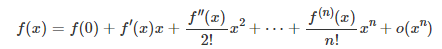 f(x) = f(0) + f′(x)x + f″(x)/2! x² + ⋯ + f⁽ⁿ⁾(x)/n! xⁿ + o(xⁿ)